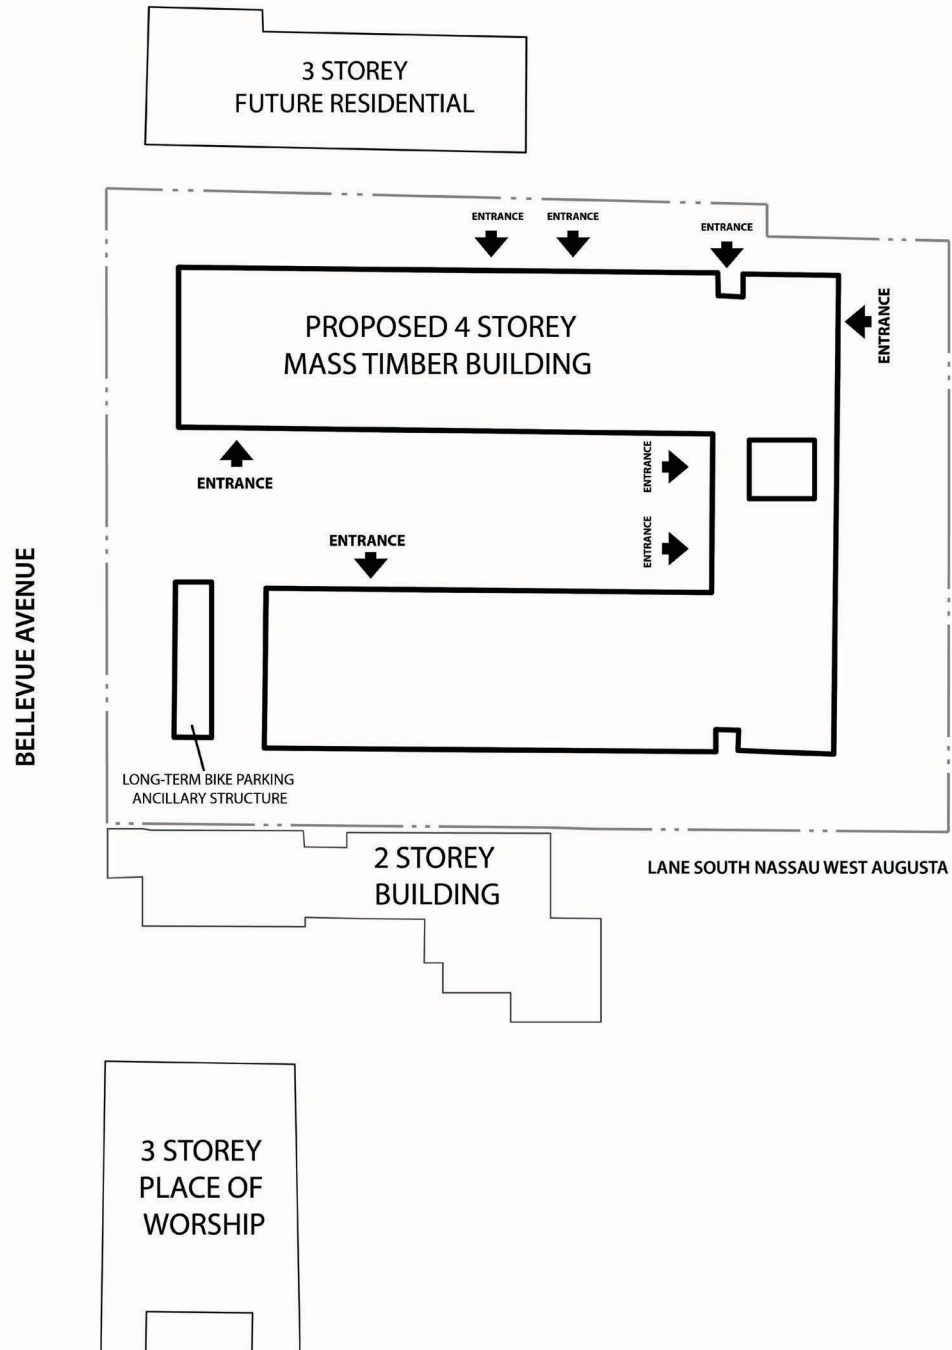 3 STOREY
FUTURE RESIDENTIAL
ENTRANCE
ENTRANCE
ENTRANCE
ENTRANCE
PROPOSED 4 STOREY
MASS TIMBER BUILDING
ENTRANCE
ENTRANCE
ENTRANCE
ENTRANCE
BELLEVUE AVENUE
LONG-TERM BIKE PARKING
ANCILLARY STRUCTURE
2 STOREY
BUILDING
LANE SOUTH NASSAU WEST AUGUSTA
3 STOREY
PLACE OF
WORSHIP